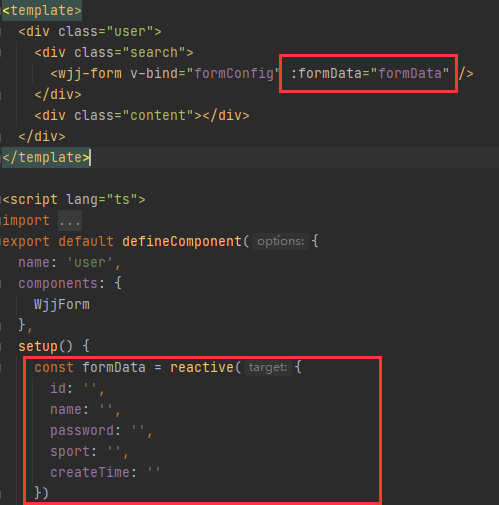 <template>
<div class="user">
<div class="search">
<wjj-form v-bind="formConfig" :formData="formData" />
</div>
<div class="content"></div>
</div>
</template>
<script lang="ts">
import ...
export default defineComponent( options: {
name: 'user',
components: {
WjjForm
},
setup() {
const formData = reactive( target: {
id: '',
name: '',
password: '',
sport: '',
createTime: ''
})